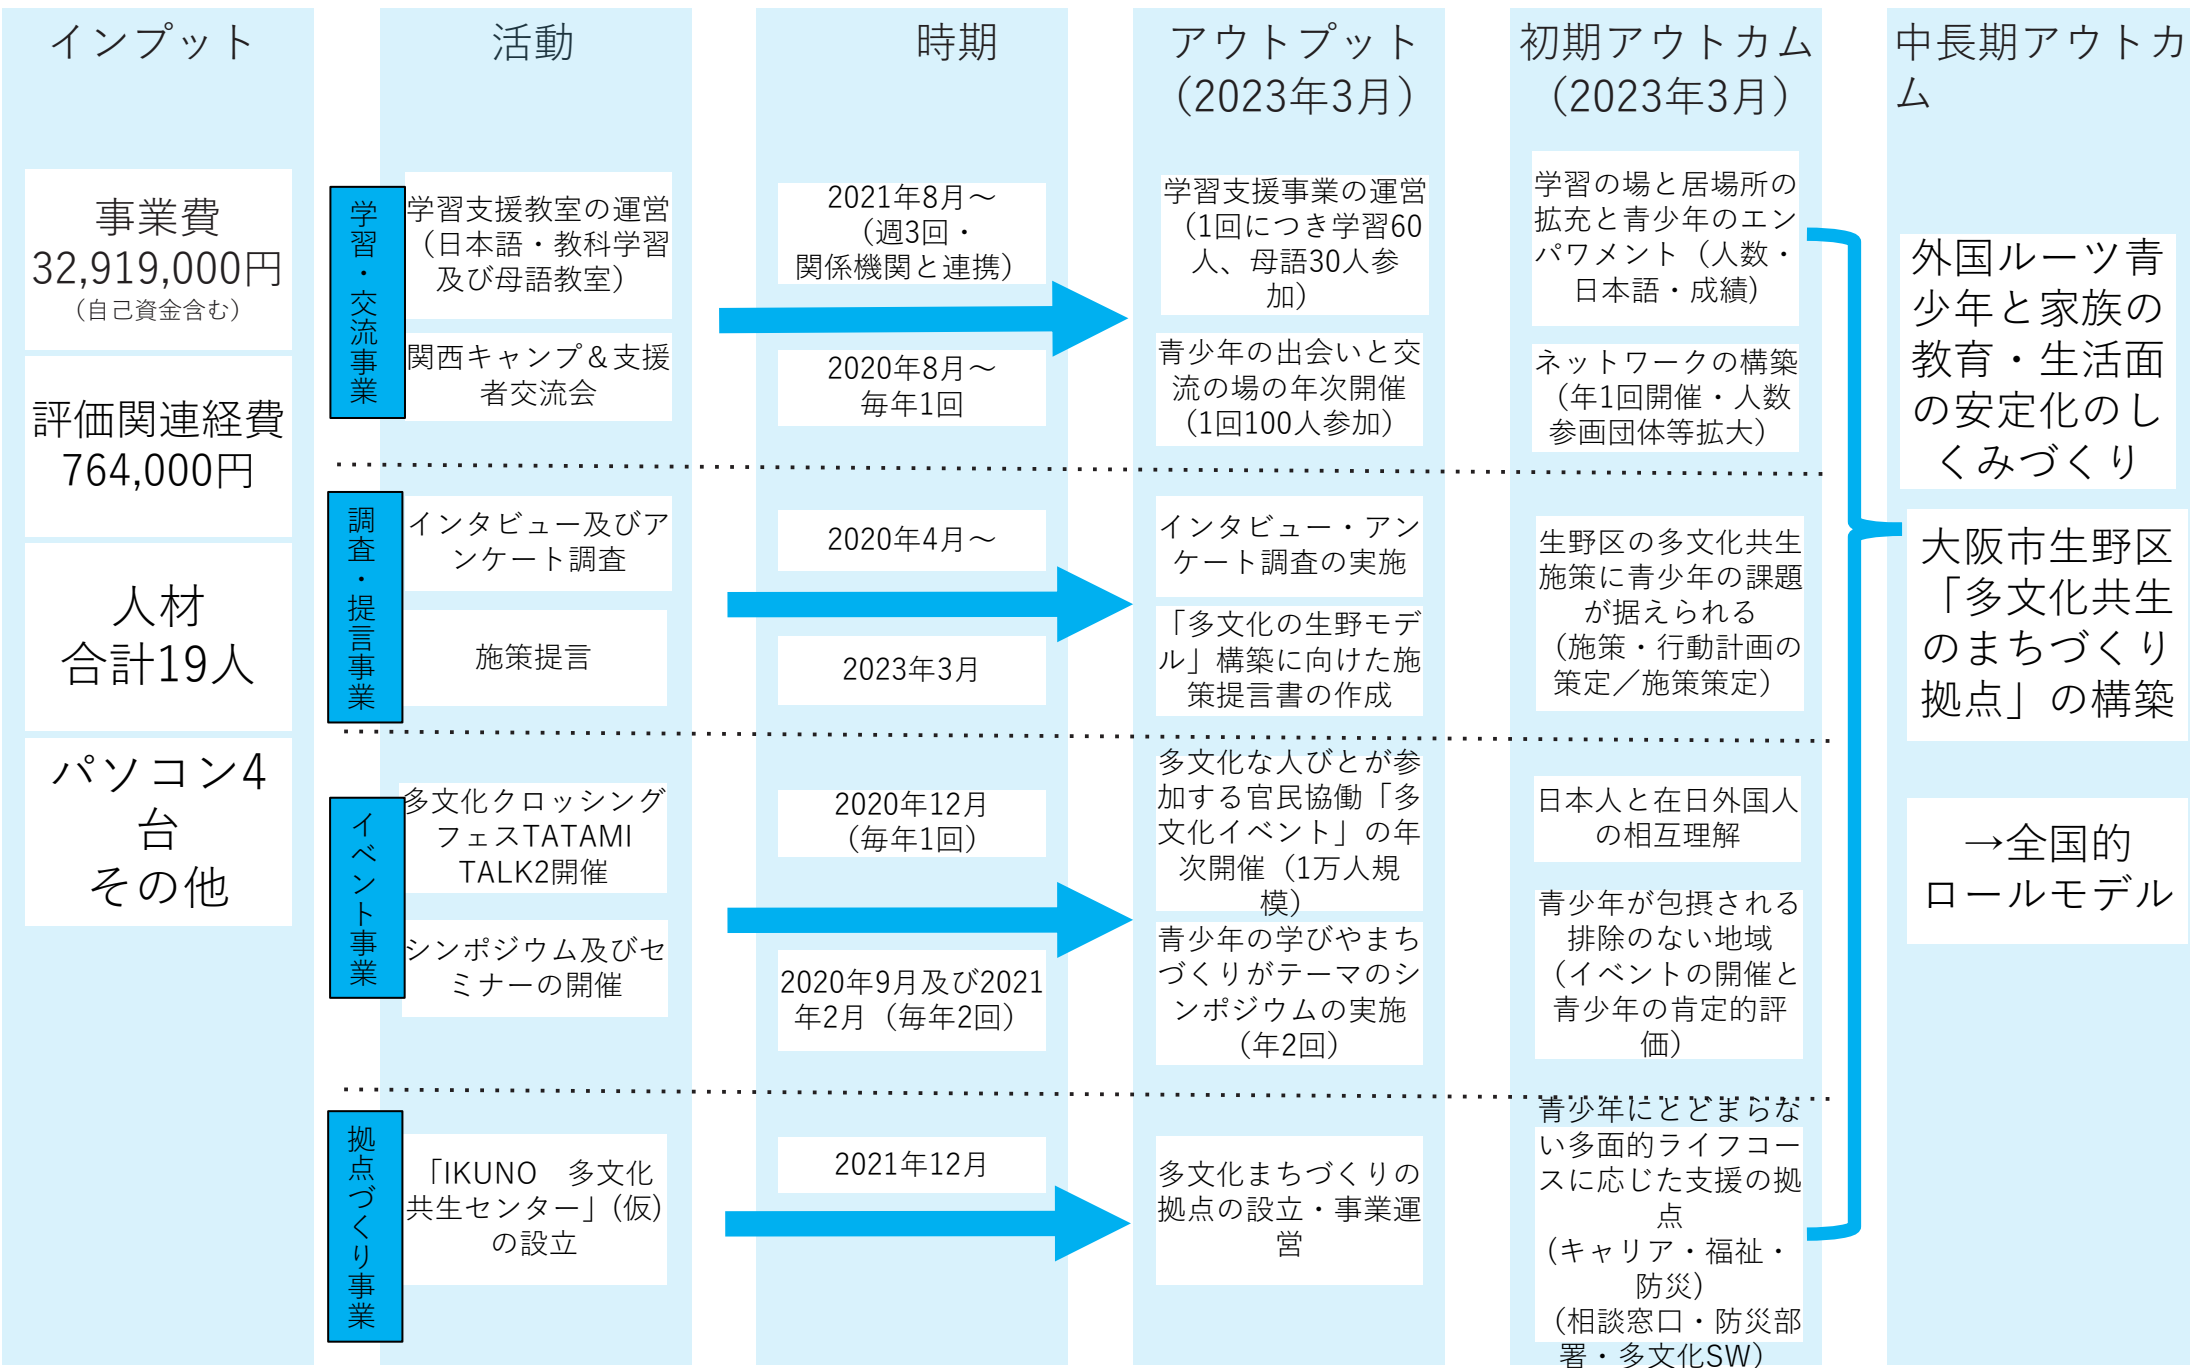 インプット
活動
時期
アウトプット
（2023年3月）
初期アウトカム
（2023年3月）
中長期アウトカ
ム
事業費
32,919,000円
（自己資金含む）
評価関連経費
764,000円
人材
合計19人
パソコン4
台
その他
学習・交流事業
学習支援教室の運営
（日本語・教科学習
及び母語教室）
関西キャンプ＆支援
者交流会
2021年8月～
（週3回・
関係機関と連携）
2020年8月～
毎年1回
学習支援事業の運営
（1回につき学習60
人、母語30人参
加）
青少年の出会いと交
流の場の年次開催
（1回100人参加）
学習の場と居場所の
拡充と青少年のエン
パワメント（人数・
日本語・成績）
ネットワークの構築
（年1回開催・人数
参画団体等拡大）
調査・提言事業
インタビュー及びア
ンケート調査
施策提言
2020年4月～
2023年3月
インタビュー・アン
ケート調査の実施
「多文化の生野モデ
ル」構築に向けた施
策提言書の作成
生野区の多文化共生
施策に青少年の課題
が据えられる
（施策・行動計画の
策定／施策策定）
イベント事業
多文化クロッシング
フェスTATAMI
TALK2開催
シンポジウム及びセ
ミナーの開催
2020年12月
（毎年1回）
2020年9月及び2021
年2月（毎年2回）
多文化な人びとが参
加する官民協働「多
文化イベント」の年
次開催（1万人規
模）
青少年の学びやまち
づくりがテーマのシ
ンポジウムの実施
（年2回）
日本人と在日外国人
の相互理解
青少年が包摂される
排除のない地域
（イベントの開催と
青少年の肯定的評
価）
拠点づくり事業
「IKUNO　多文化
共生センター」（仮）
の設立
2021年12月
多文化まちづくりの
拠点の設立・事業運
営
青少年にとどまらな
い多面的ライフコー
スに応じた支援の拠
点
（キャリア・福祉・
防災）
（相談窓口・防災部
署・多文化SW）
外国ルーツ青
少年と家族の
教育・生活面
の安定化のし
くみづくり
大阪市生野区
「多文化共生
のまちづくり
拠点」の構築
→全国的
ロールモデル